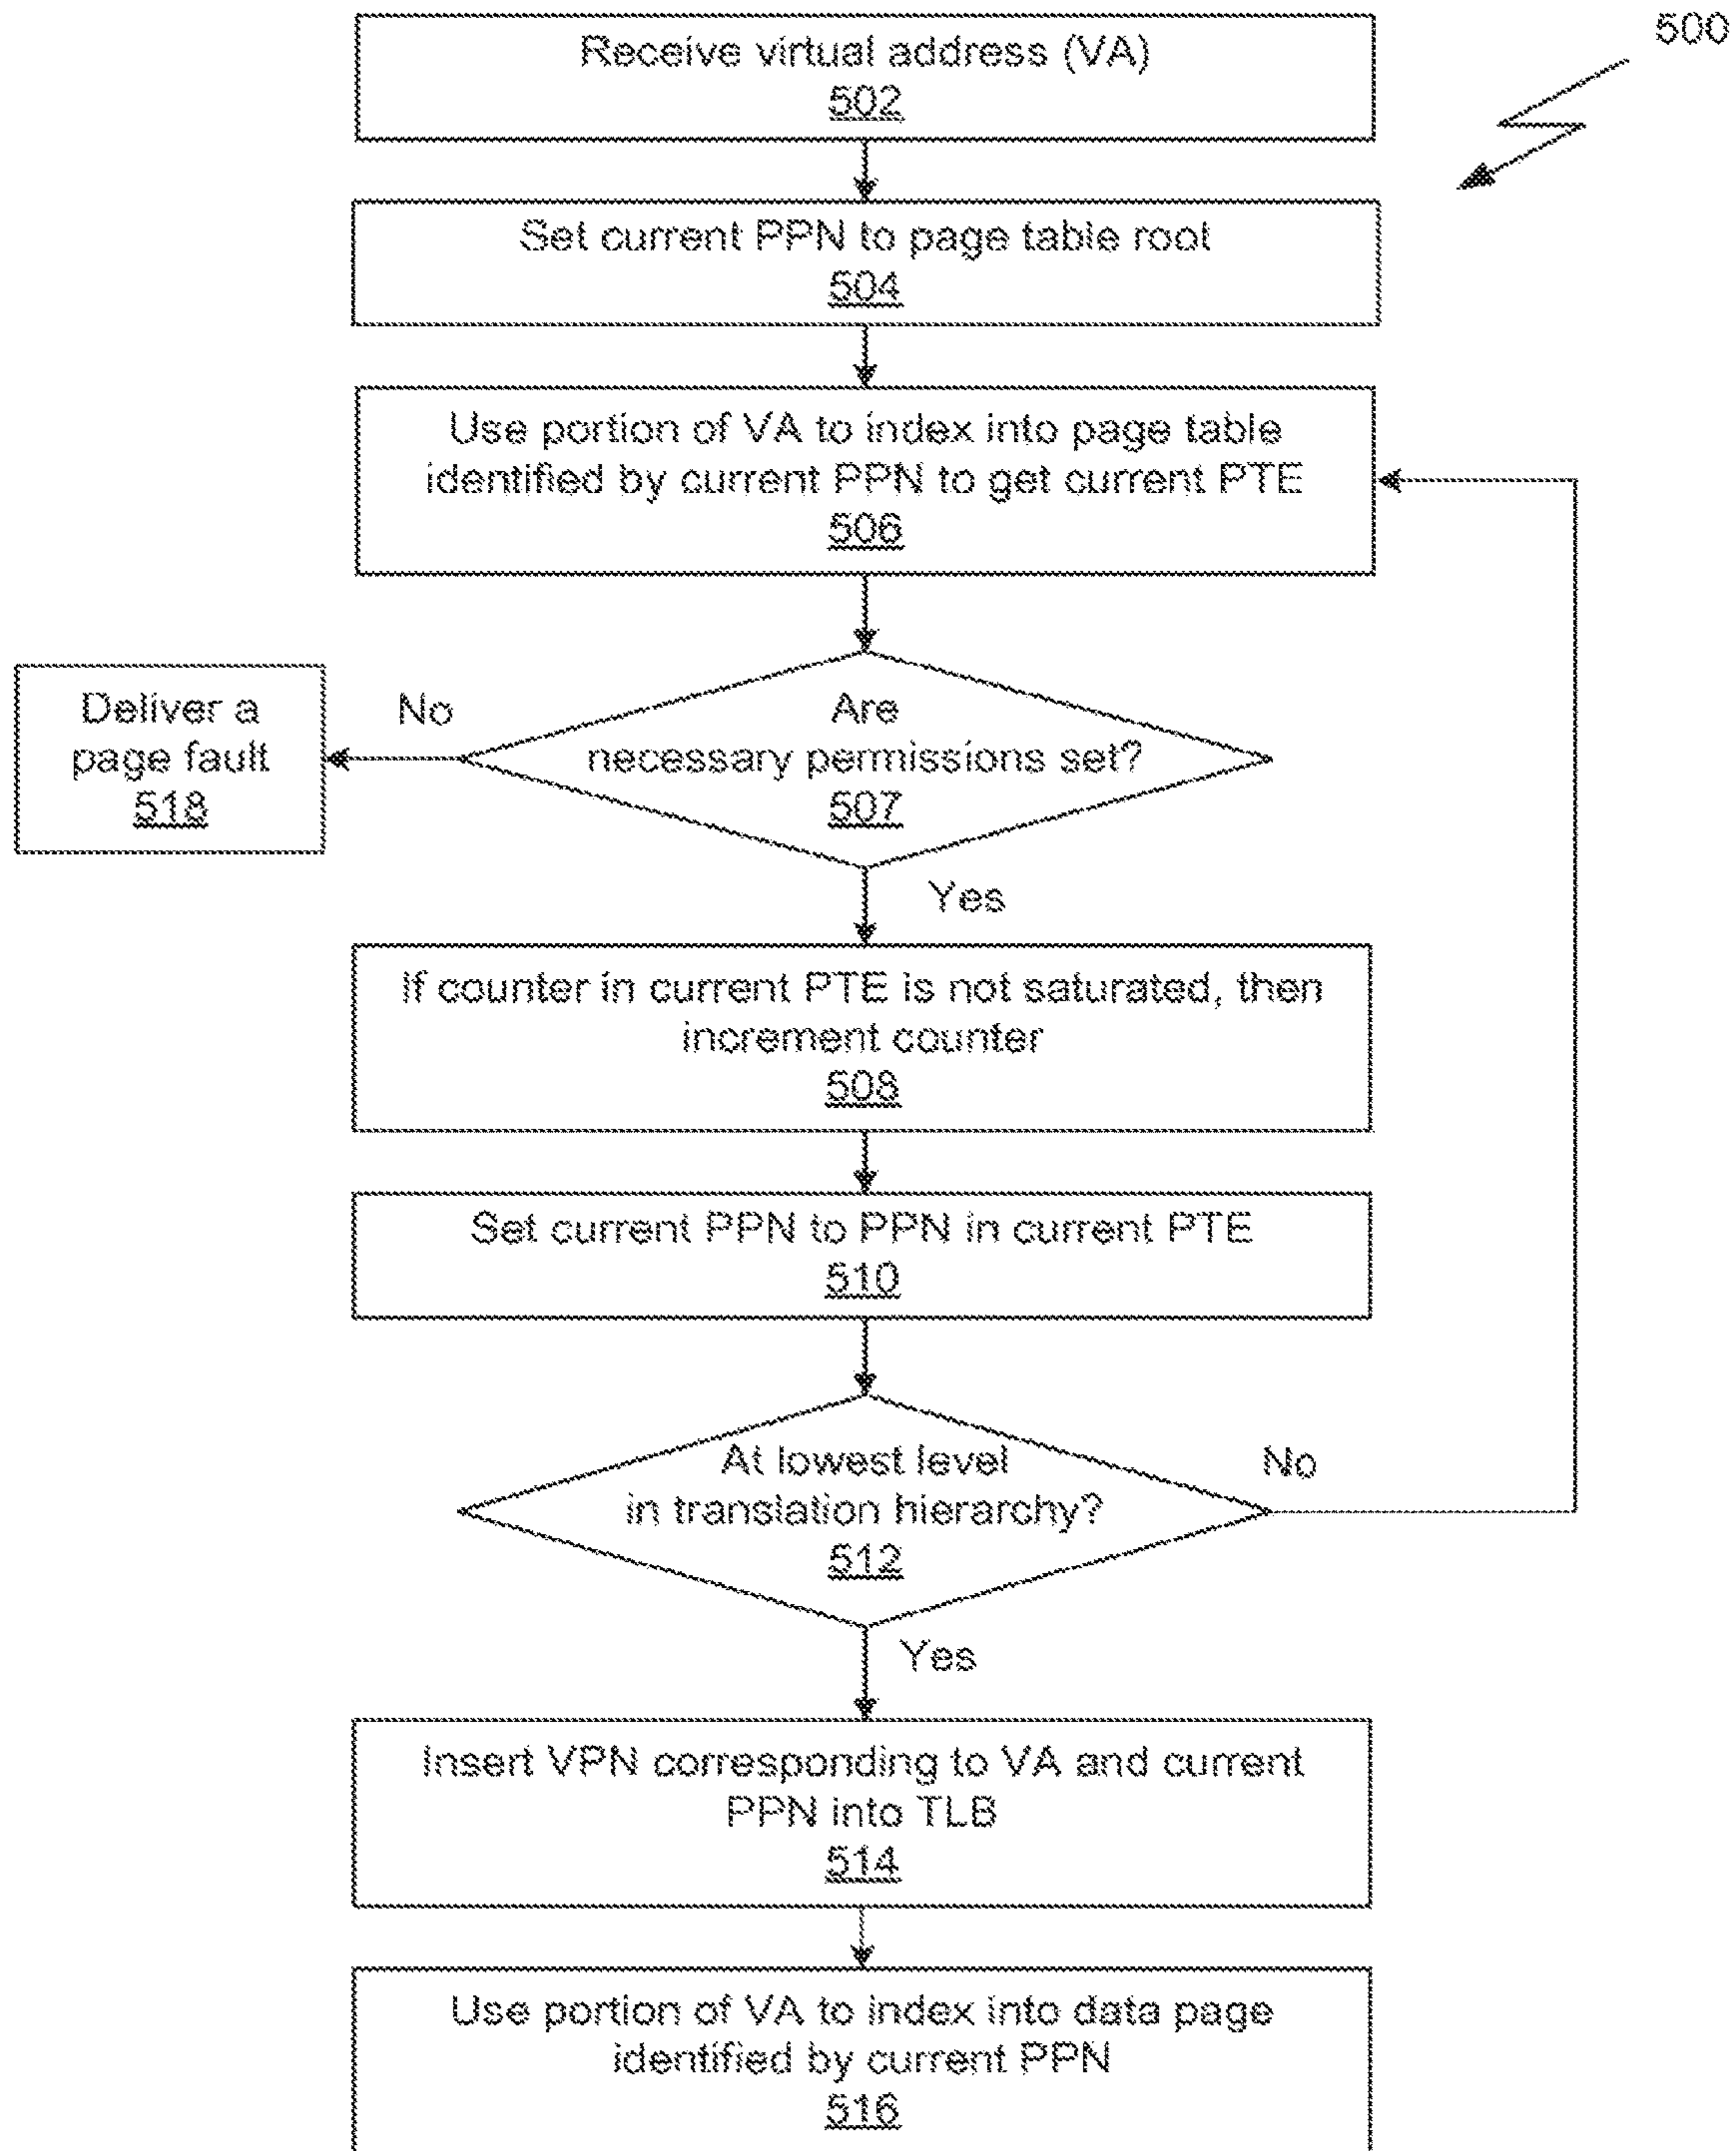 500
Receive virtual address (VA)
502
Set current PPN to page table root
504
Use portion of VA to index into page table
identified by current PPN to get current PTE
506
Are
necessary permissions set?
507
No
Deliver a
page fault
518
Yes
If counter in current PTE is not saturated, then
increment counter
508
Set current PPN to PPN in current PTE
510
At lowest level
in translation hierarchy?
512
No
Yes
Insert VPN corresponding to VA and current
PPN into TLB
514
Use portion of VA to index into data page
identified by current PPN
516